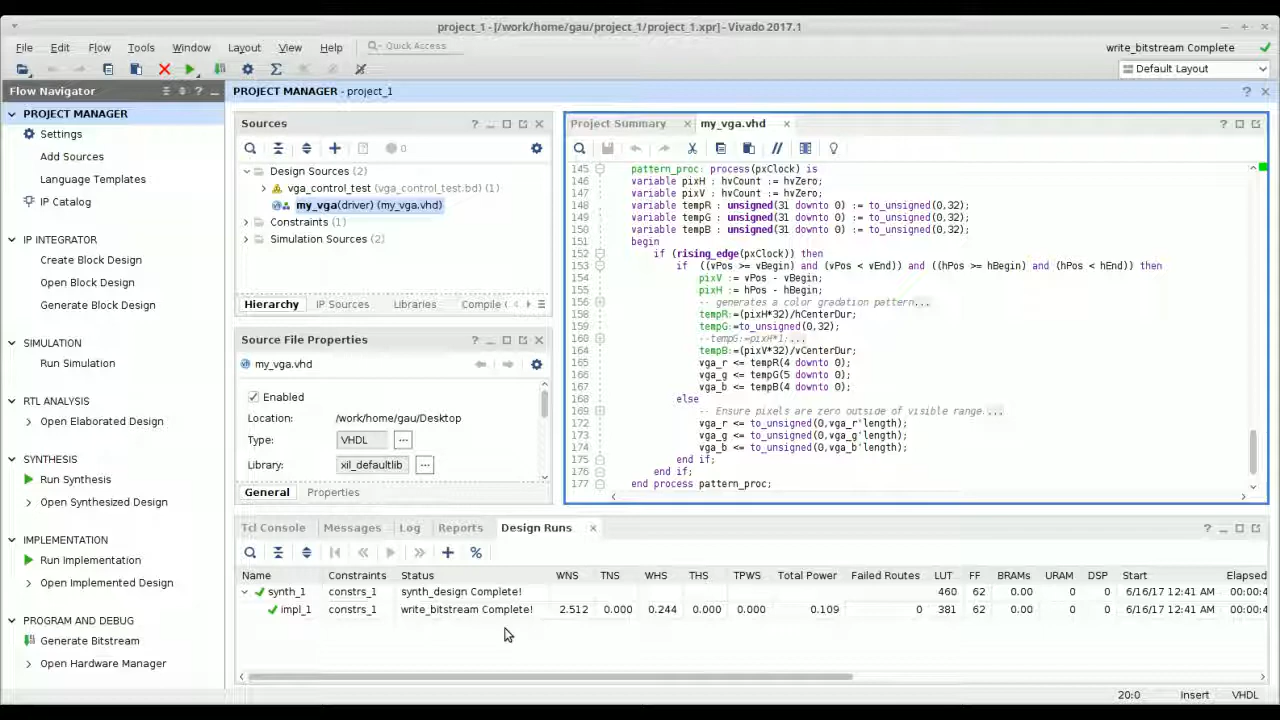 project_1 - [/work/home/gau/project_1/project_1.xpr] - Vivado 2017.1
File Edit Flow Tools Window Layout View Help Quick Access
write_bitstream Complete
Default Layout
Flow Navigator
PROJECT MANAGER - project_1
PROJECT MANAGER
Settings
Add Sources
Language Templates
IP Catalog
IP INTEGRATOR
Create Block Design
Open Block Design
Generate Block Design
SIMULATION
Run Simulation
RTL ANALYSIS
Open Elaborated Design
SYNTHESIS
Run Synthesis
Open Synthesized Design
IMPLEMENTATION
Run Implementation
Open Implemented Design
PROGRAM AND DEBUG
Generate Bitstream
Open Hardware Manager
Sources
0
Design Sources (2)
vga_control_test (vga_control_test.bd) (1)
my_vga(driver) (my_vga.vhd)
Constraints (1)
Simulation Sources (2)
Hierarchy IP Sources Libraries Compile (
Source File Properties
my_vga.vhd
Enabled
Location: /work/home/gau/Desktop
Type: VHDL ...
Library: xil_defaultlib ...
General Properties
Project Summary my_vga.vhd
145 pattern_proc: process(pxClock) is
146 variable pixH : hvCount := hvZero;
147 variable pixV : hvCount := hvZero;
148 variable tempR : unsigned(31 downto 0) := to_unsigned(0,32);
149 variable tempG : unsigned(31 downto 0) := to_unsigned(0,32);
150 variable tempB : unsigned(31 downto 0) := to_unsigned(0,32);
151 begin
152 if (rising_edge(pxClock)) then
153 if ((vPos >= vBegin) and (vPos < vEnd)) and ((hPos >= hBegin) and (hPos < hEnd)) then
154 pixV := vPos - vBegin;
155 pixH := hPos - hBegin;
156 -- generates a color gradation pattern...
158 tempR:=(pixH*32)/hCenterDur;
159 tempG:=to_unsigned(0,32);
160 --tempG:=pixH*1;...
164 tempB:=(pixV*32)/vCenterDur;
165 vga_r <= tempR(4 downto 0);
166 vga_g <= tempG(5 downto 0);
167 vga_b <= tempB(4 downto 0);
168 else
169 -- Ensure pixels are zero outside of visible range...
172 vga_r <= to_unsigned(0,vga_r'length);
173 vga_g <= to_unsigned(0,vga_g'length);
174 vga_b <= to_unsigned(0,vga_b'length);
175 end if;
176 end if;
177 end process pattern_proc;
Tcl Console Messages Log Reports Design Runs
Name Constraints Status WNS TNS WHS THS TPWS Total Power Failed Routes LUT FF BRAMs URAM DSP Start Elapsed
synth_1 constrs_1 synth_design Complete! 460 62 0.00 0 0 6/16/17 12:41 AM 00:00:4
impl_1 constrs_1 write_bitstream Complete! 2.512 0.000 0.244 0.000 0.000 0.109 0 381 62 0.00 0 0 6/16/17 12:41 AM 00:00:4
20:0 Insert VHDL